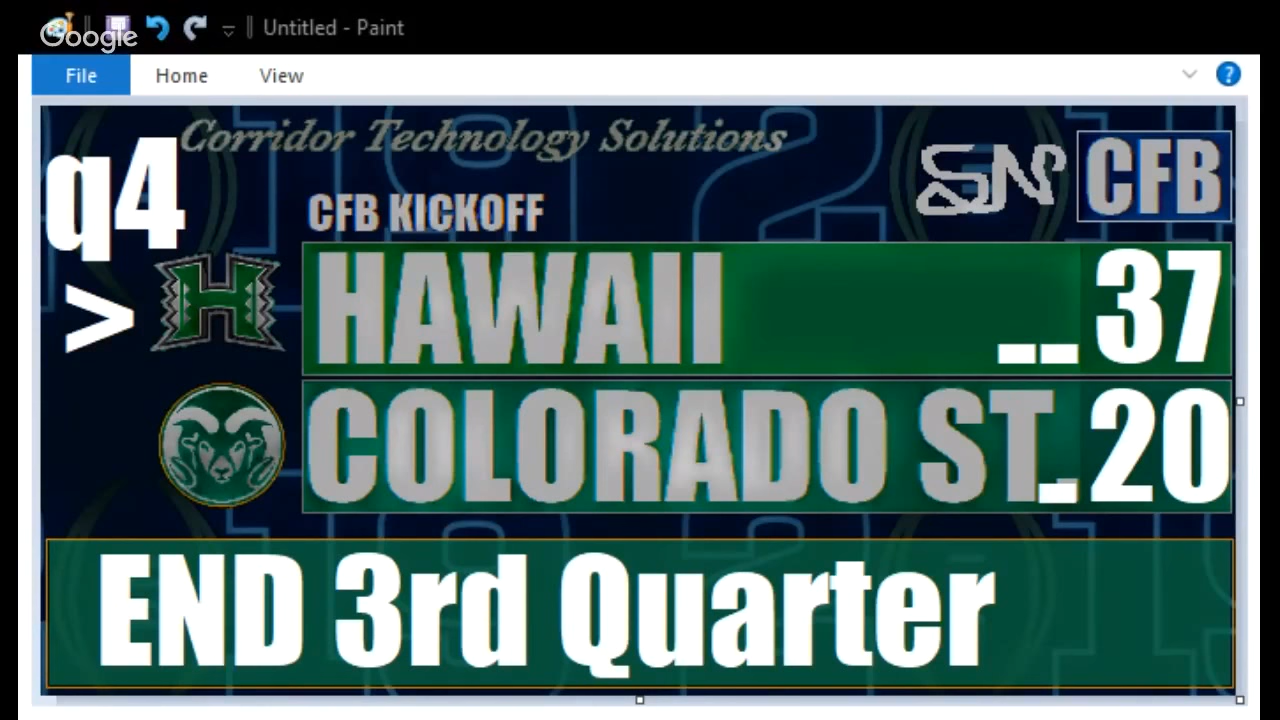 Google
Untitled - Paint
File Home View
Corridor Technology Solutions
q4
SN CFB
CFB KICKOFF
> H HAWAII __ 37
COLORADO ST _ 20
END 3rd Quarter